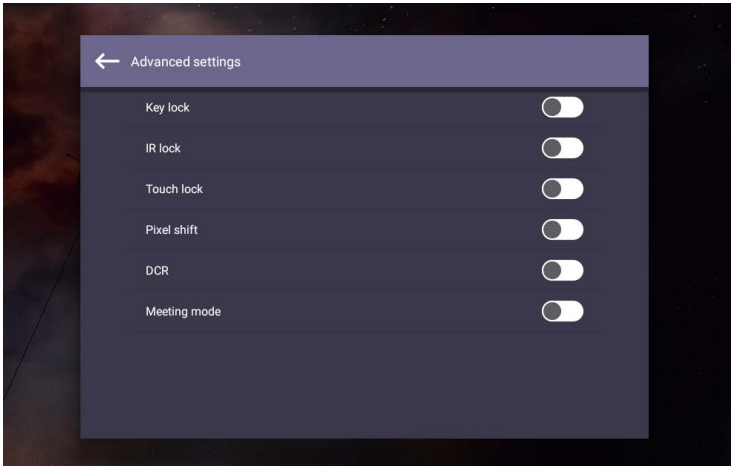 Advanced settings
Key lock
IR lock
Touch lock
Pixel shift
DCR
Meeting mode